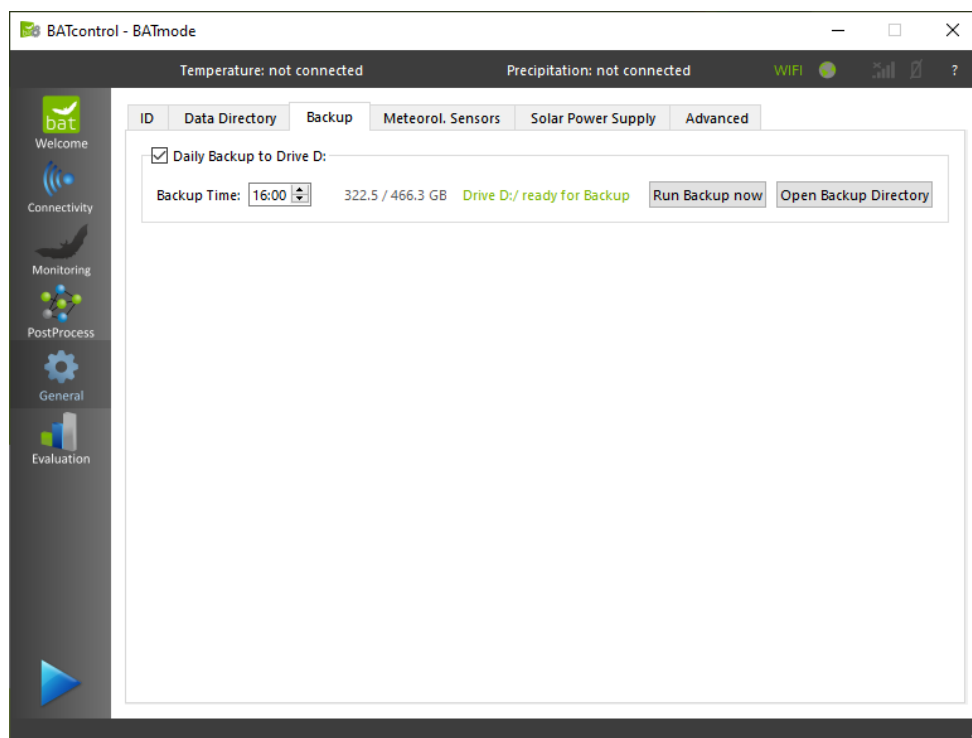 BATcontrol - BATmode
Temperature: not connected
Precipitation: not connected
WIFI
?
bat
Welcome
Connectivity
Monitoring
PostProcess
General
Evaluation
ID Data Directory Backup Meteorol. Sensors Solar Power Supply Advanced
Daily Backup to Drive D:
Backup Time: 16:00 322.5 / 466.3 GB Drive D:/ ready for Backup Run Backup now Open Backup Directory